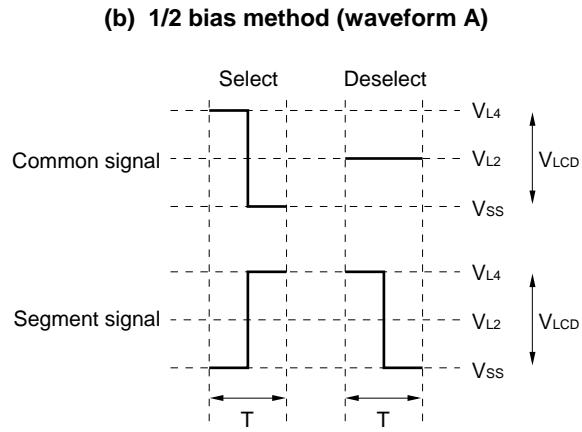 (b) 1/2 bias method (waveform A)
Select Deselect
VL4
Common signal VL2 VLCD
VSS
VL4
Segment signal VL2 VLCD
VSS
T T